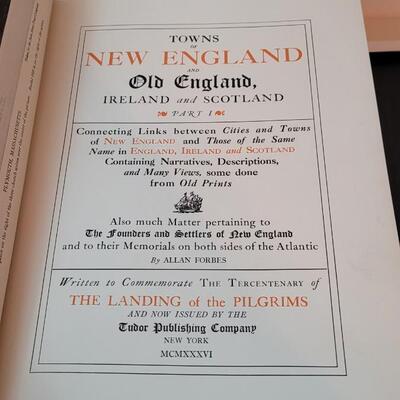 TOWNS
OF
NEW ENGLAND
AND
Old England,
IRELAND and SCOTLAND
PART I
Connecting Links between Cities and Towns
of NEW ENGLAND and Those of the Same
Name in ENGLAND, IRELAND and SCOTLAND
Containing Narratives, Descriptions,
and Many Views, some done
from Old Prints
Also much Matter pertaining to
The Founders and Settlers of New England
and to their Memorials on both sides of the Atlantic
By ALLAN FORBES
Written to Commemorate THE TERCENTENARY of
THE LANDING of the PILGRIMS
AND NOW ISSUED BY THE
Tudor Publishing Company
NEW YORK
MCMXXXVI
PLYMOUTH, MASSACHUSETTS